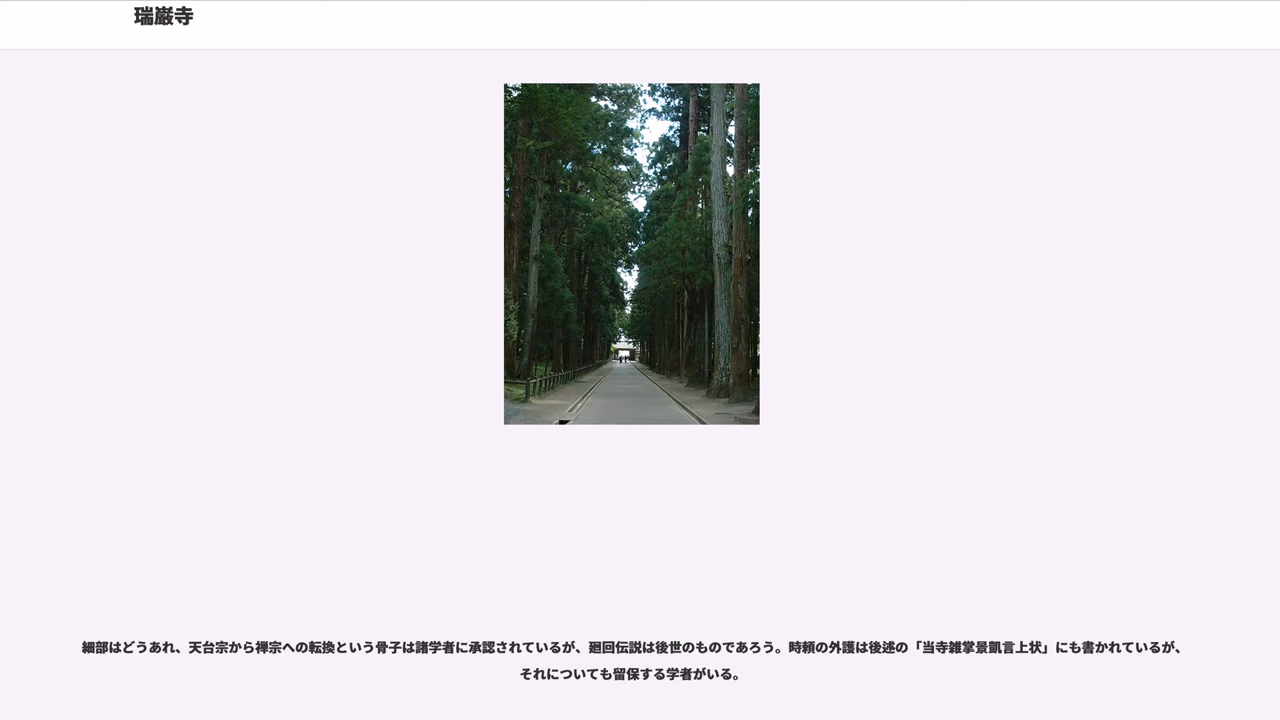 瑞巌寺
細部はどうあれ、天台宗から禅宗への転換という骨子は諸学者に承認されているが、廻回伝説は後世のものであろう。時頼の外護は後述の「当寺雑掌景凱言上状」にも書かれているが、
それについても留保する学者がいる。